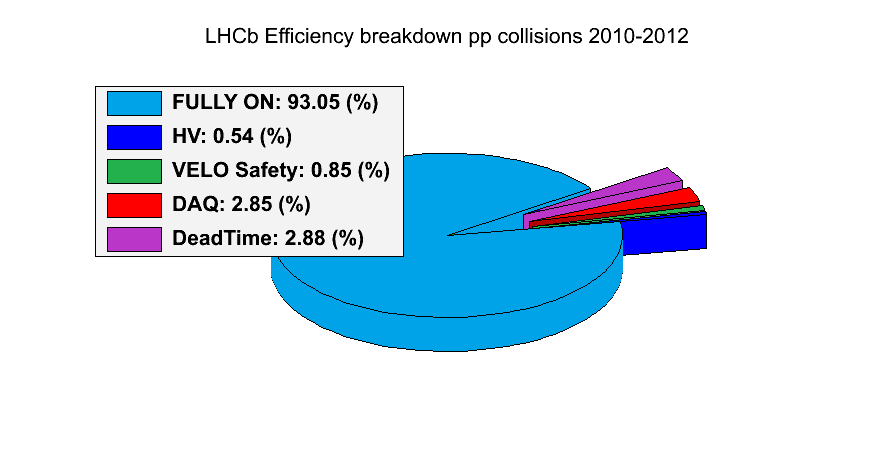 LHCb Efficiency breakdown pp collisions 2010-2012
FULLY ON: 93.05 (%)
HV: 0.54 (%)
VELO Safety: 0.85 (%)
DAQ: 2.85 (%)
DeadTime: 2.88 (%)